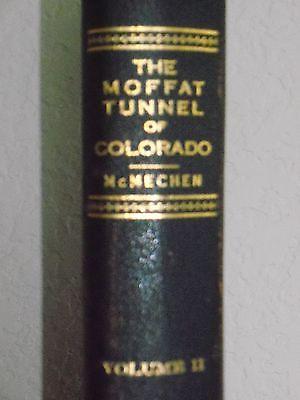 THE
MOFFAT
TUNNEL
OF
COLORADO
McMECHEN
VOLUME II